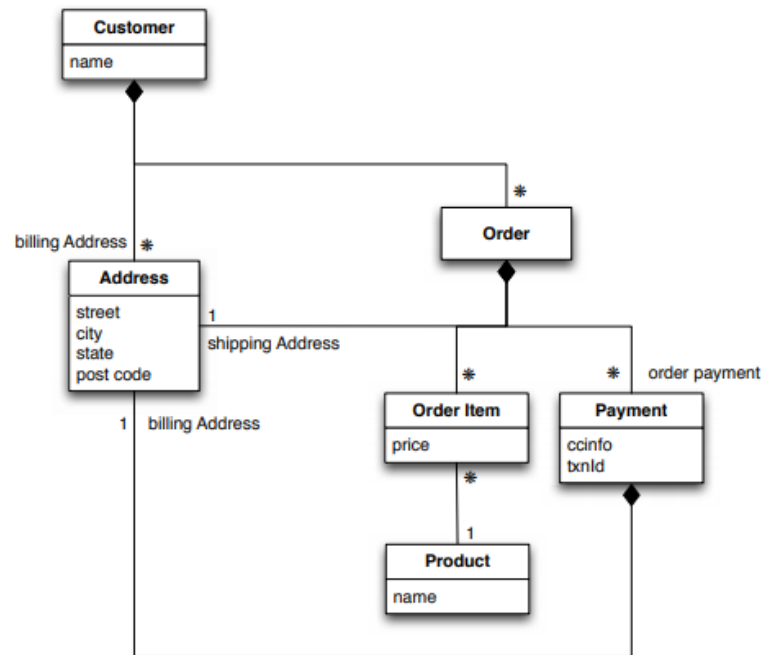 Customer
name
*
billing Address *
Order
Address
street
city
state
post code
1
shipping Address
* * order payment
1 billing Address
Order Item
price
Payment
ccinfo
txnId
*
1
Product
name